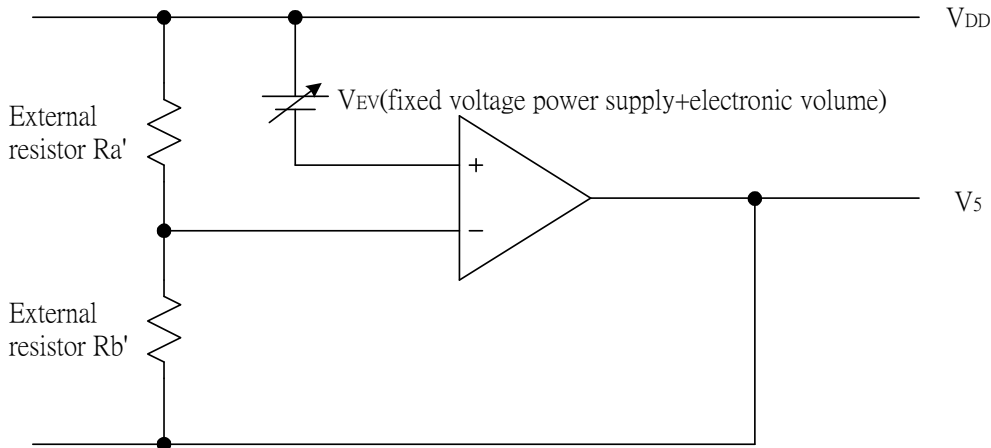 VDD
VEV(fixed voltage power supply+electronic volume)
External
resistor Ra'
+
−
V5
External
resistor Rb'